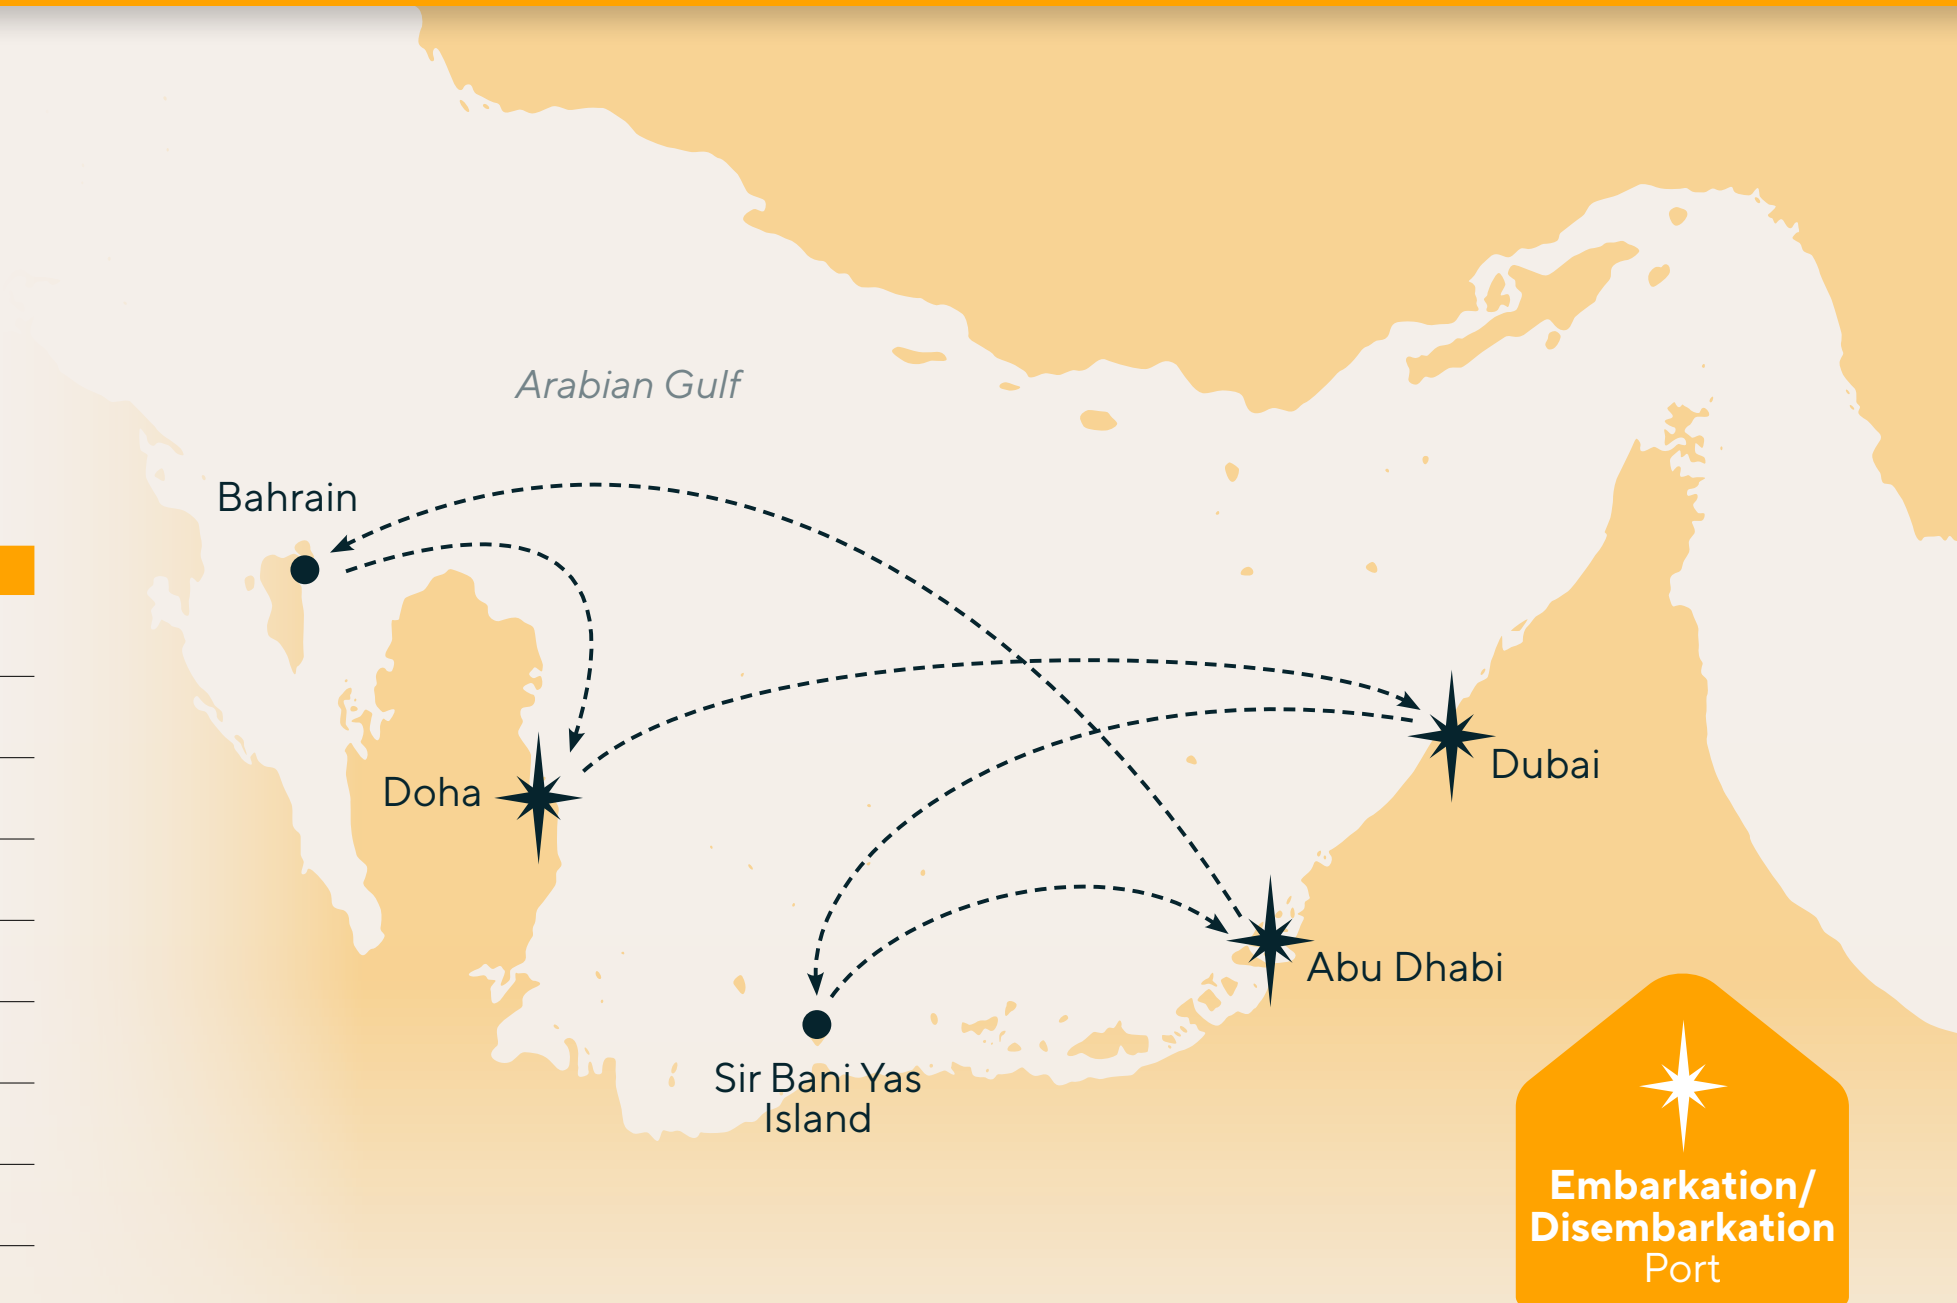 Arabian Gulf
Bahrain
Dubai
Doha
Abu Dhabi
Sir Bani Yas
Island
Embarkation/
Disembarkation
Port